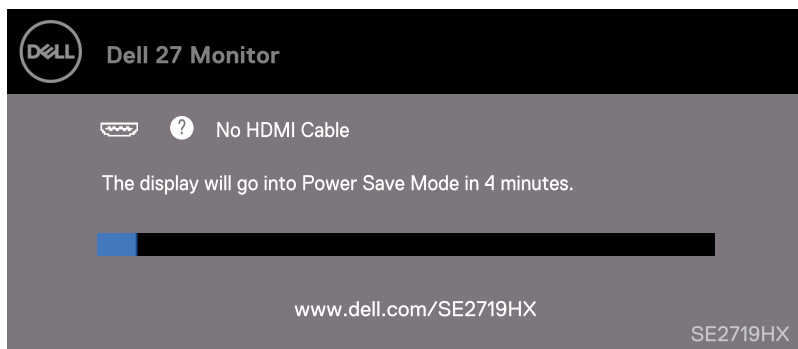 DELL
Dell 27 Monitor
? No HDMI Cable
The display will go into Power Save Mode in 4 minutes.
www.dell.com/SE2719HX
SE2719HX